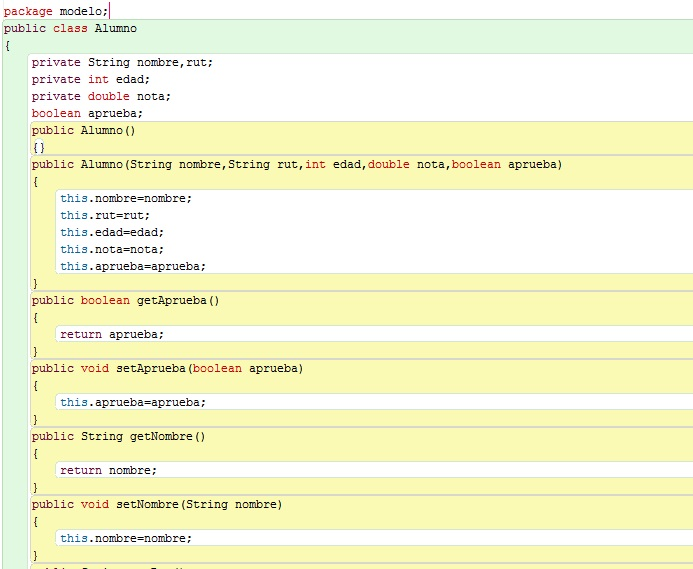 package modelo;
public class Alumno
{
private String nombre,rut;
private int edad;
private double nota;
boolean aprueba;
public Alumno()
{}
public Alumno(String nombre,String rut,int edad,double nota,boolean aprueba)
{
this.nombre=nombre;
this.rut=rut;
this.edad=edad;
this.nota=nota;
this.aprueba=aprueba;
}
public boolean getAprueba()
{
return aprueba;
}
public void setAprueba(boolean aprueba)
{
this.aprueba=aprueba;
}
public String getNombre()
{
return nombre;
}
public void setNombre(String nombre)
{
this.nombre=nombre;
}